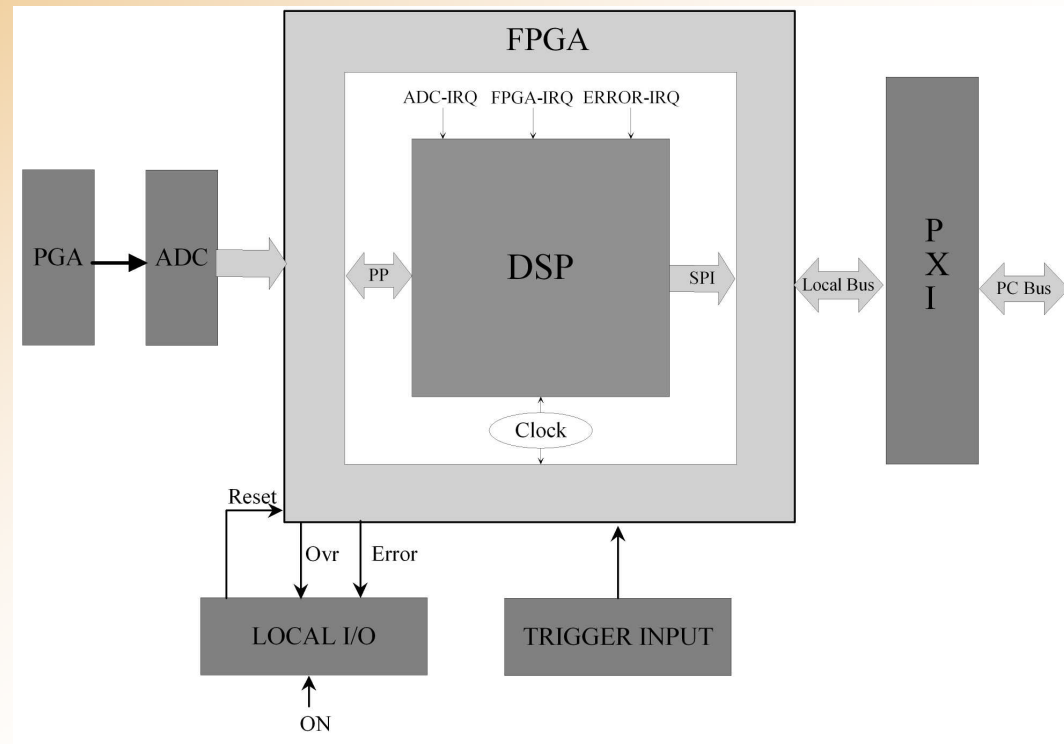 FPGA
ADC-IRQ FPGA-IRQ ERROR-IRQ
PGA
ADC
PP
DSP
SPI
Local Bus
P
X
I
PC Bus
Clock
Reset
Ovr
Error
LOCAL I/O
TRIGGER INPUT
ON